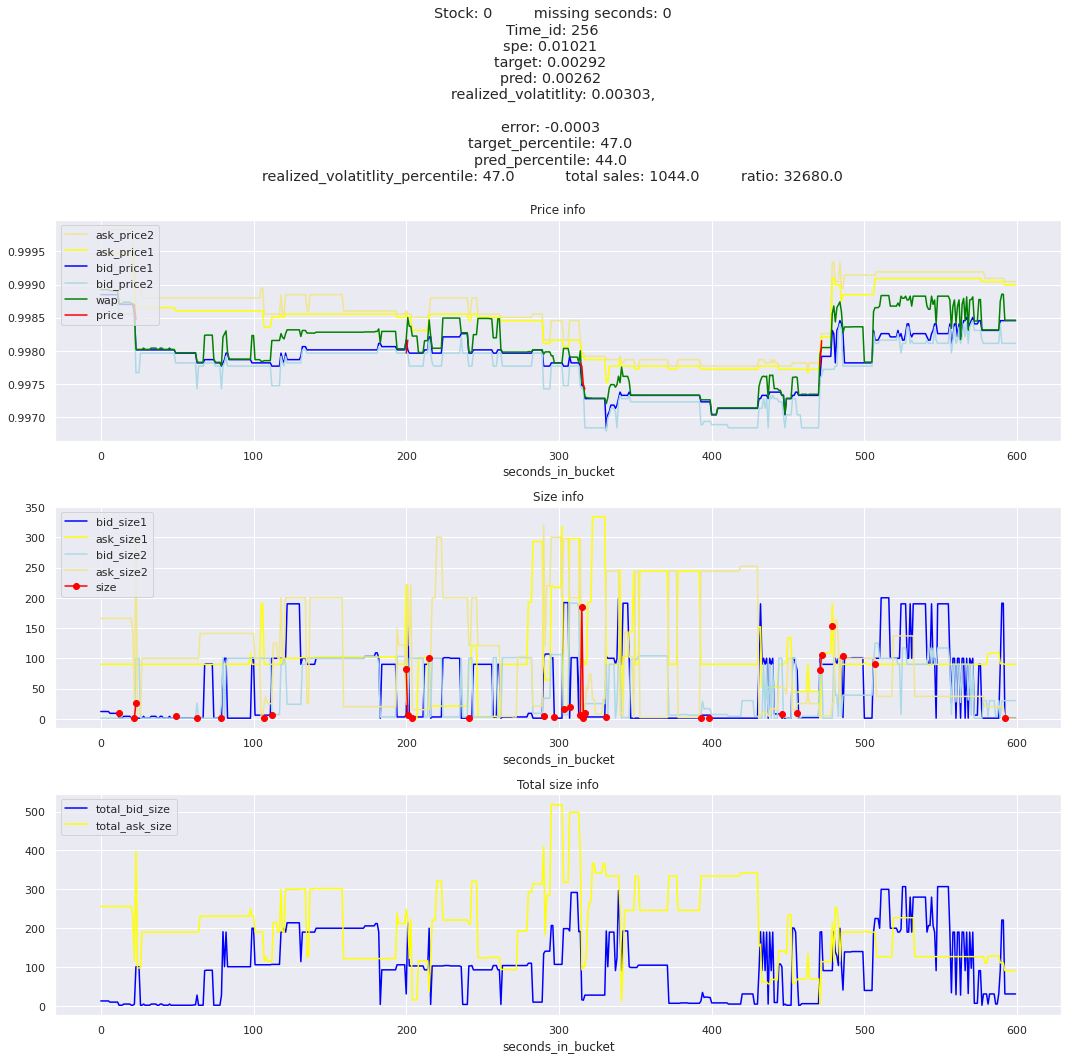 Stock: 0 missing seconds: 0
Time_id: 256
spe: 0.01021
target: 0.00292
pred: 0.00262
realized_volatitlity: 0.00303,
error: -0.0003
target_percentile: 47.0
pred_percentile: 44.0
realized_volatitlity_percentile: 47.0 total sales: 1044.0 ratio: 32680.0
Price info
ask_price2
ask_price1
bid_price1
bid_price2
wap
price
0.9995
0.9990
0.9985
0.9980
0.9975
0.9970
0 100 200 300 400 500 600
seconds_in_bucket
Size info
bid_size1
ask_size1
bid_size2
ask_size2
size
350
300
250
200
150
100
50
0
0 100 200 300 400 500 600
seconds_in_bucket
Total size info
total_bid_size
total_ask_size
500
400
300
200
100
0
0 100 200 300 400 500 600
seconds_in_bucket